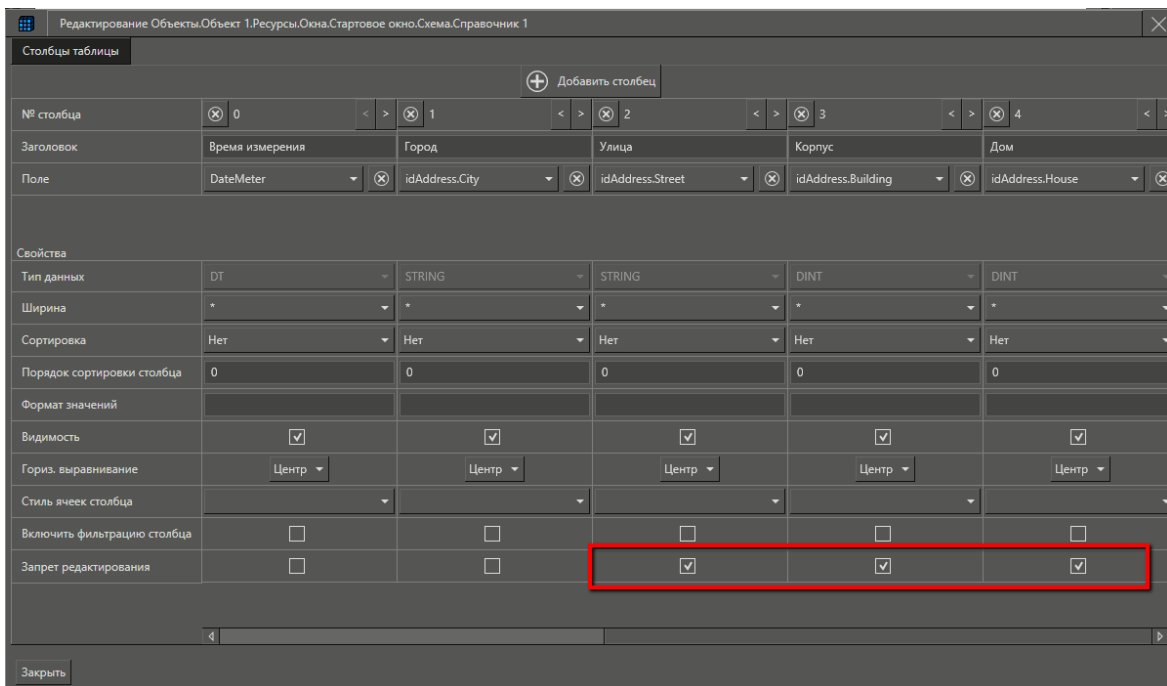 Редактирование Объекты.Объект 1.Ресурсы.Окна.Стартовое окно.Схема.Справочник 1
Столбцы таблицы
Добавить столбец
№ столбца 0 < > 1 < > 2 < > 3 < > 4 < >
Заголовок Время измерения Город Улица Корпус Дом
Поле DateMeter idAddress.City idAddress.Street idAddress.Building idAddress.House
Свойства
Тип данных DT STRING STRING DINT DINT
Ширина * * * * *
Сортировка Нет Нет Нет Нет Нет
Порядок сортировки столбца 0 0 0 0 0
Формат значений
Видимость
Гориз. выравнивание Центр Центр Центр Центр Центр
Стиль ячеек столбца
Включить фильтрацию столбца
Запрет редактирования
Закрыть